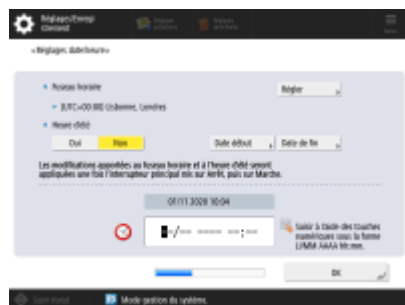 Réglages/Enregi
strement
<Réglages date/heure>
Fuseau horaire
Régler
(UTC+00:00) Lisbonne, Londres
Heure d'été
Oui
Non
Date début
Date de fin
Les modifications apportées au fuseau horaire et à l'heure d'été seront
appliquées une fois l'interrupteur principal mis sur Arrêt, puis sur Marche.
01/11 2020 10:04
--/-- ---- --:--
Saisir à l'aide des touches
numériques sous la forme
JJ/MM AAAA hh:mm.
OK
Mode gestion du système.